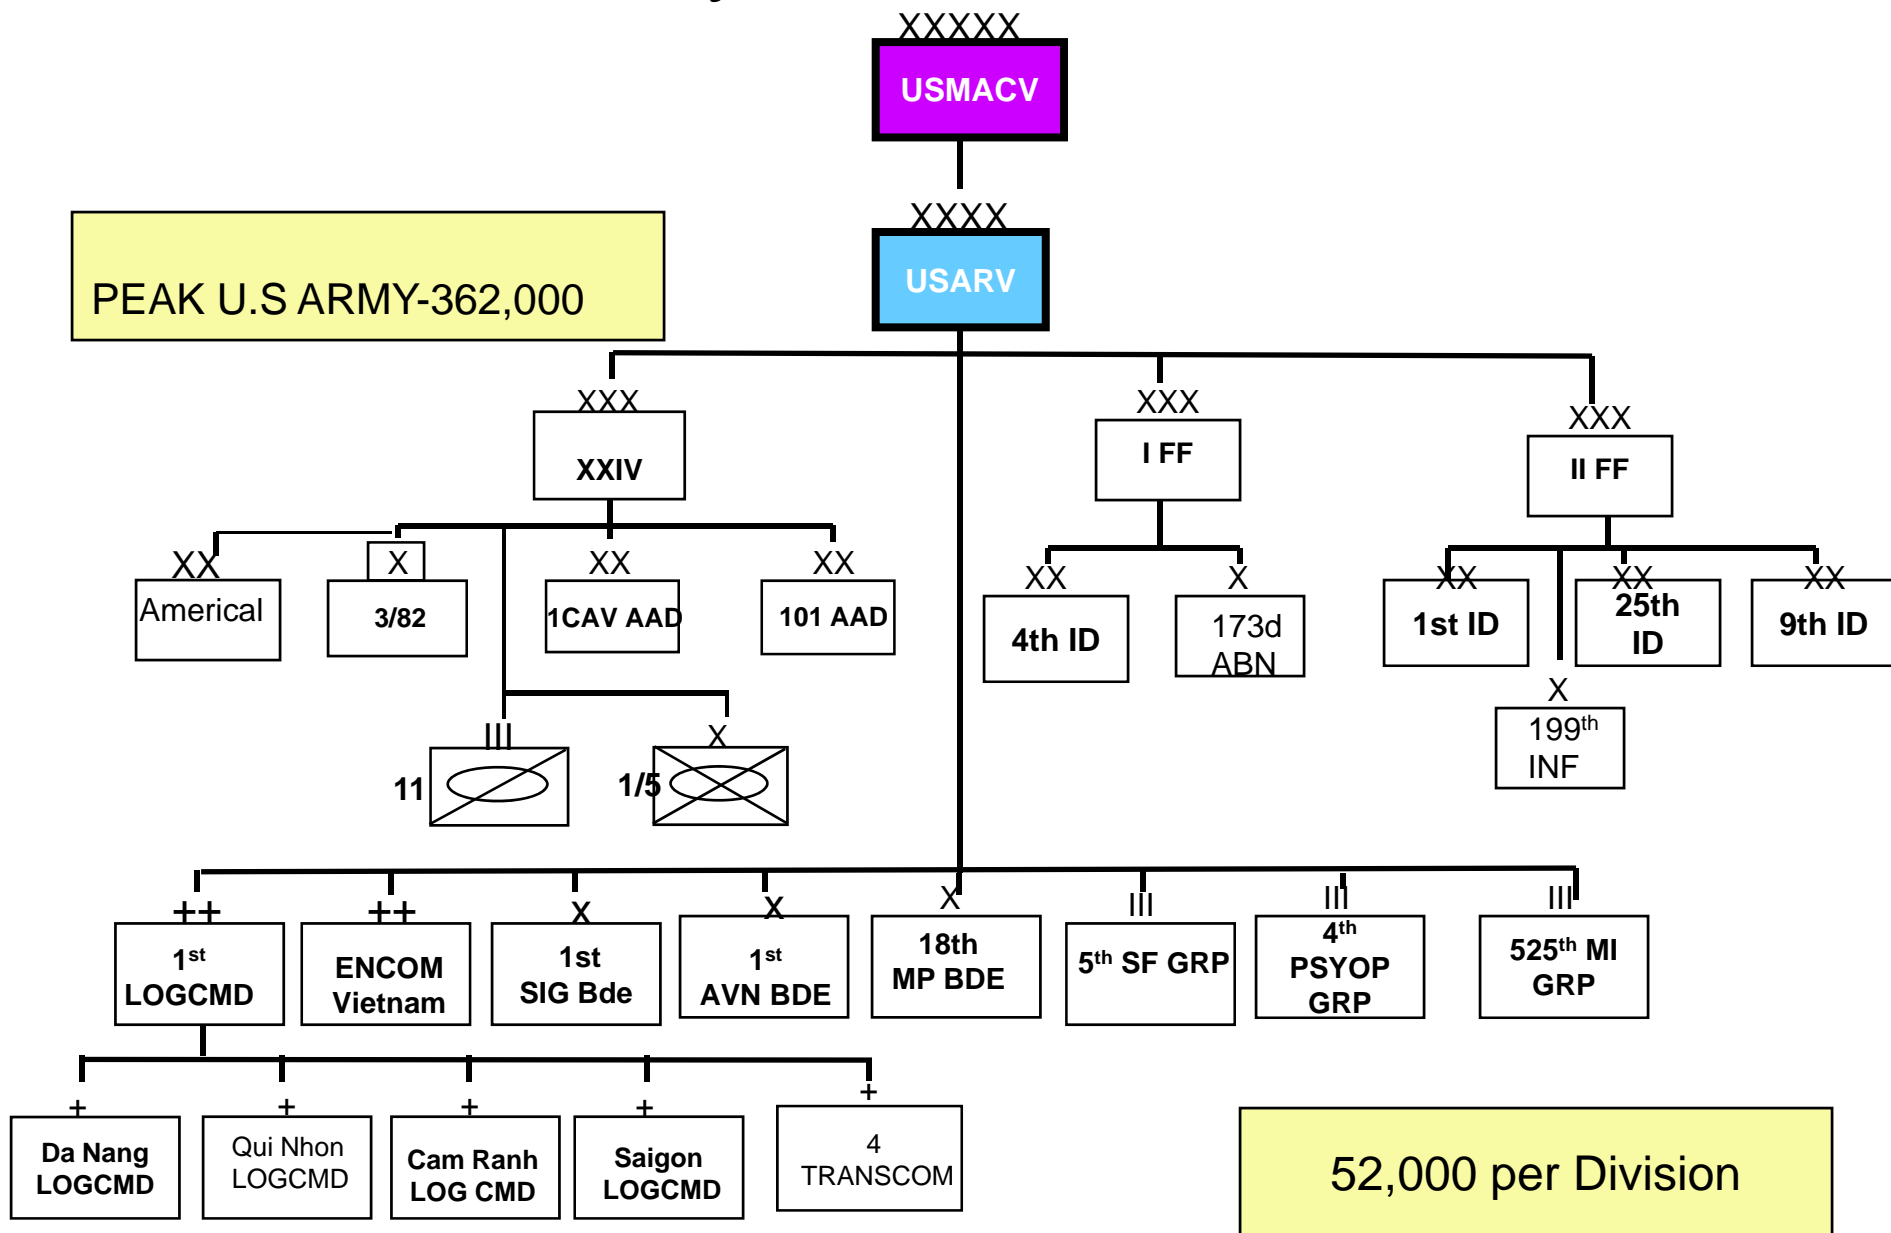 XXXXX
USMACV
XXXX
USARV
PEAK U.S ARMY-362,000
XXX
XXIV
XXX
I FF
XXX
II FF
XX
Americal
X
3/82
XX
1CAV AAD
XX
101 AAD
XX
4th ID
X
173d
ABN
XX
1st ID
XX
25th
ID
XX
9th ID
X
199th
INF
III
11
X
1/5
++
1st
LOGCMD
++
ENCOM
Vietnam
X
1st
SIG Bde
X
1st
AVN BDE
X
18th
MP BDE
III
5th SF GRP
III
4th
PSYOP
GRP
III
525th MI
GRP
+
Da Nang
LOGCMD
+
Qui Nhon
LOGCMD
+
Cam Ranh
LOG CMD
+
Saigon
LOGCMD
+
4
TRANSCOM
52,000 per Division